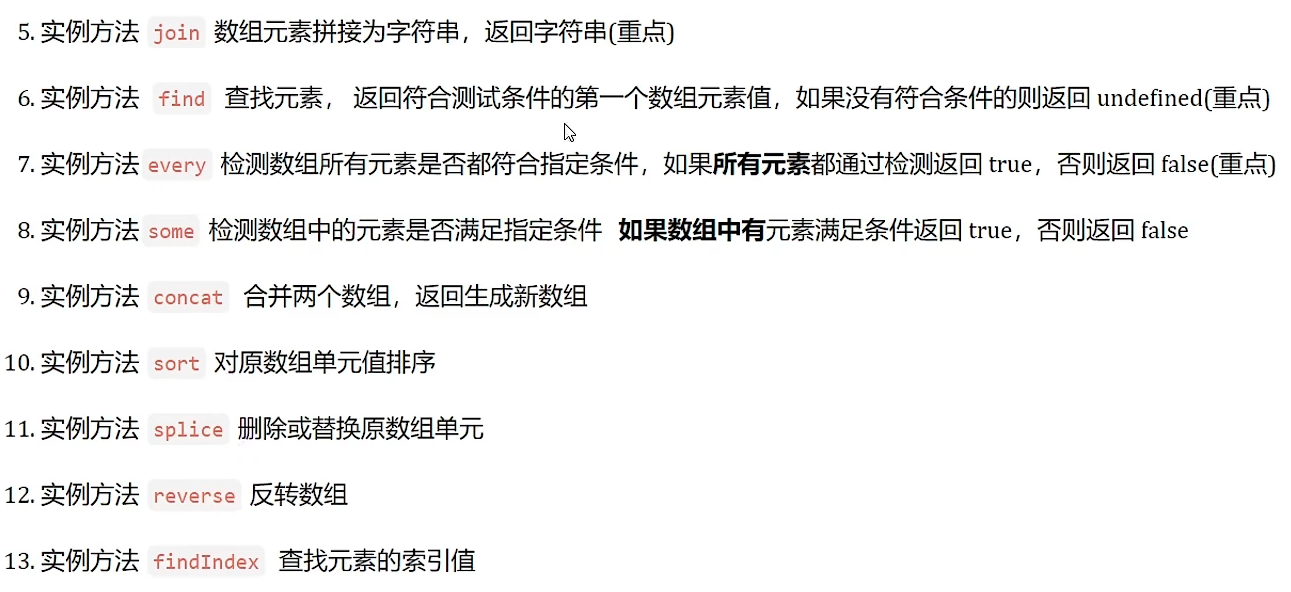 5. 实例方法 join 数组元素拼接为字符串，返回字符串(重点)
6. 实例方法 find 查找元素， 返回符合测试条件的第一个数组元素值，如果没有符合条件的则返回 undefined(重点)
7. 实例方法 every 检测数组所有元素是否都符合指定条件，如果所有元素都通过检测返回 true，否则返回 false(重点)
8. 实例方法 some 检测数组中的元素是否满足指定条件 如果数组中有元素满足条件返回 true，否则返回 false
9. 实例方法 concat 合并两个数组，返回生成新数组
10. 实例方法 sort 对原数组单元值排序
11. 实例方法 splice 删除或替换原数组单元
12. 实例方法 reverse 反转数组
13. 实例方法 findIndex 查找元素的索引值